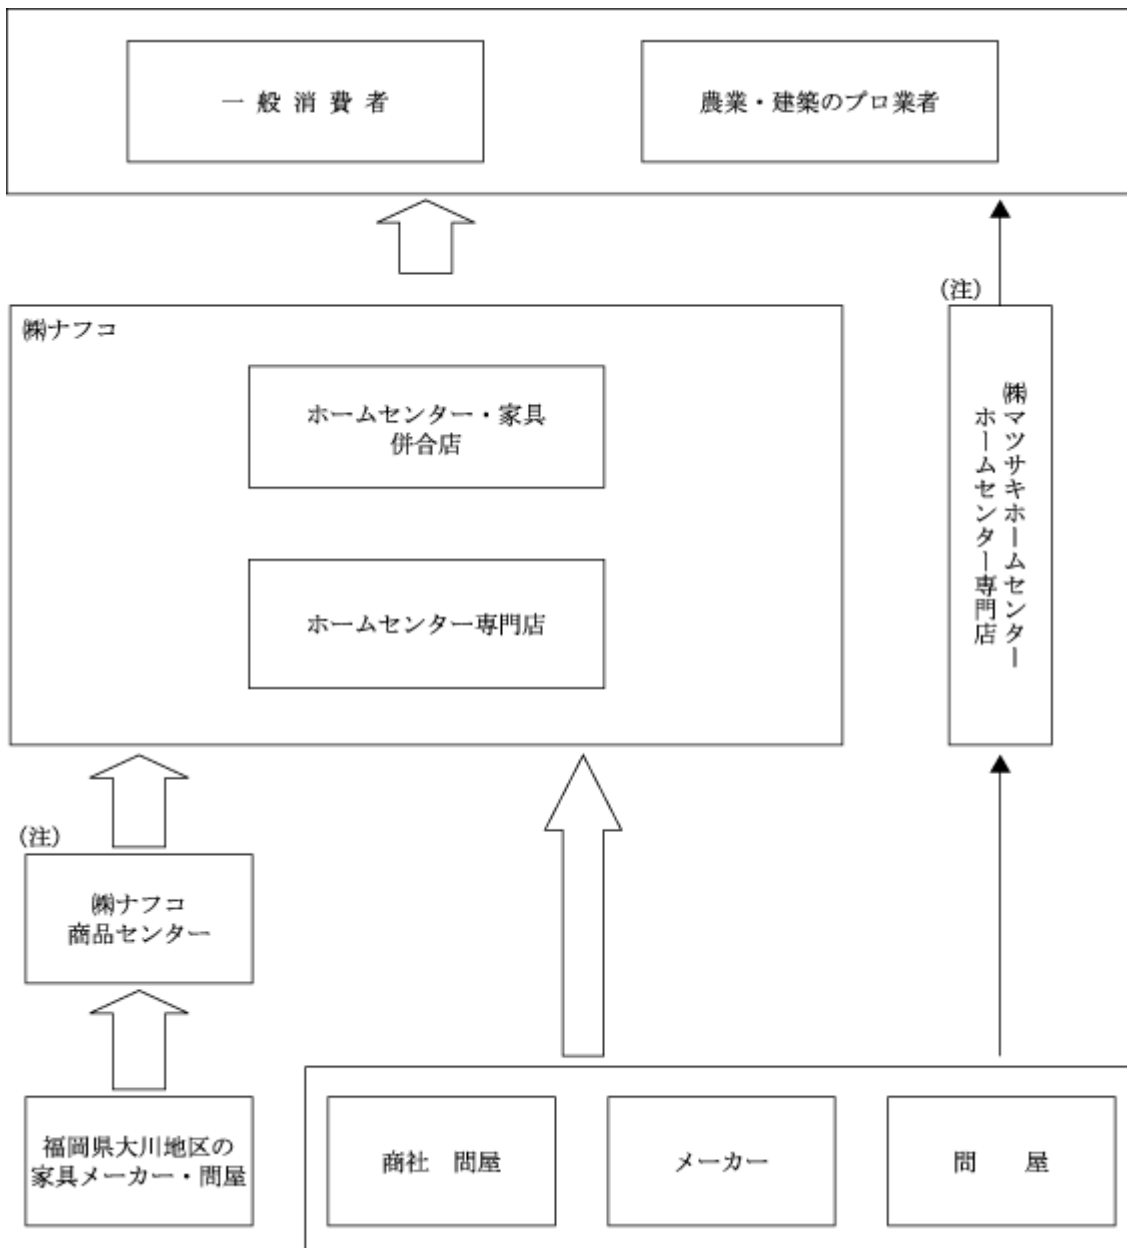 一般消費者
農業・建築のプロ業者
(注)
㈱ナフコ
ホームセンター・家具
併合店
ホームセンター専門店
㈱マツサキホームセンター
ホームセンター専門店
(注)
㈱ナフコ
商品センター
福岡県大川地区の
家具メーカー・問屋
商社　問屋
メーカー
問　屋